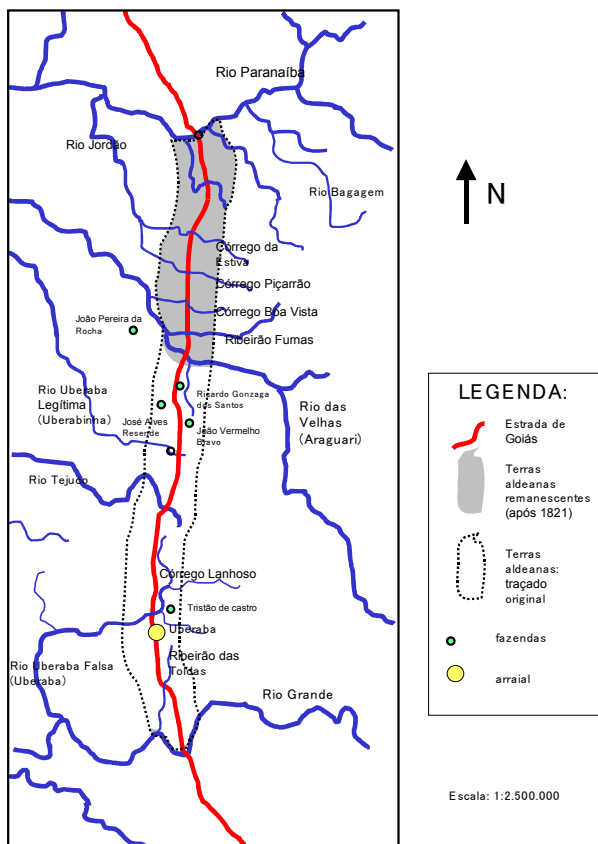 Rio Paranaíba
Rio Jordão
Rio Bagagem
N
Córrego da
Estiva
Córrego Piçarrão
Córrego Boa Vista
João Pereira da
Rocha
Ribeirão Furnas
Rio Uberaba
Legítima
(Uberabinha)
Ricardo Gonzaga
dos Santos
José Alves
Resende
João Vermelho
Bravo
Rio das
Velhas
(Araguari)
Rio Tejuco
Córrego Lanhoso
Tristão de castro
Uberaba
Ribeirão das
Toldas
Rio Uberaba Falsa
(Uberaba)
Rio Grande
LEGENDA:
Estrada de
Goiás
Terras
aldeanas
remanescentes
(após 1821)
Terras
aldeanas:
traçado
original
fazendas
arraial
Escala: 1:2.500.000